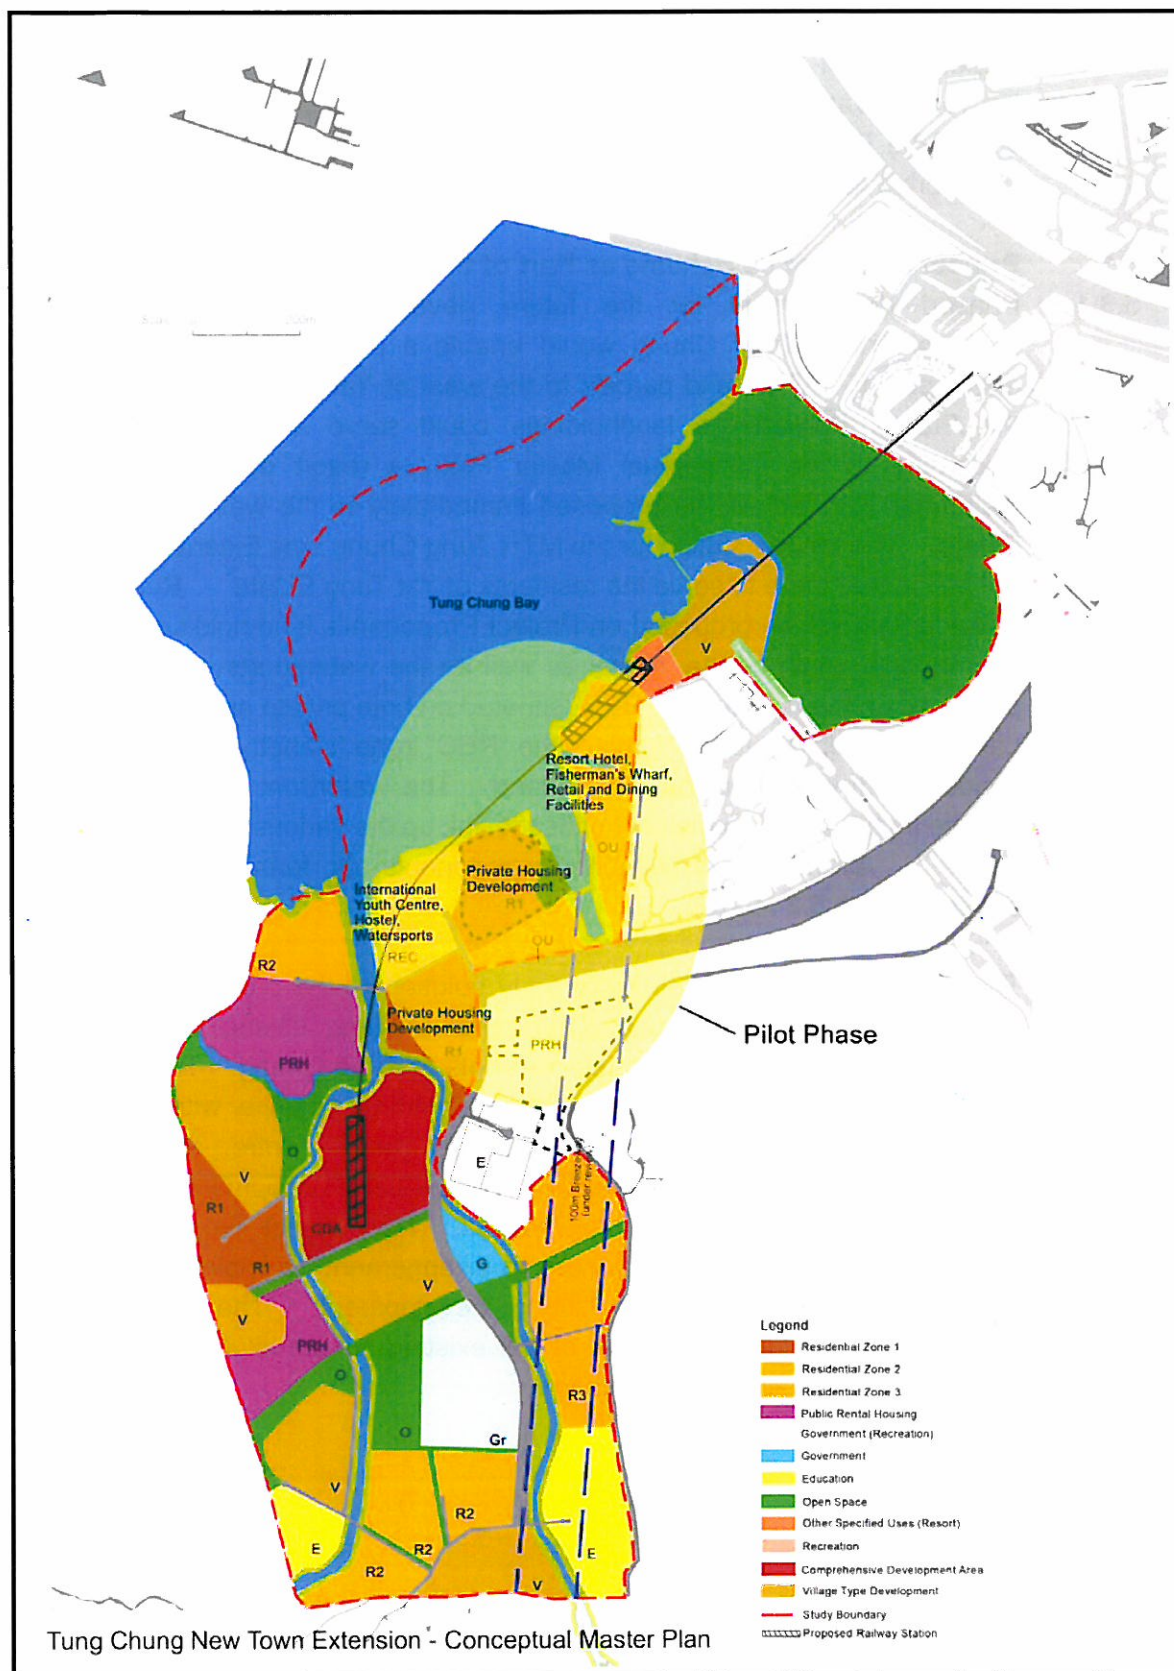 Tung Chung Bay
V
O
Resort Hotel,
Fisherman's Wharf,
Retail and Dining
Facilities
OU
Private Housing
Development
R1
International
Youth Centre,
Hostel,
Watersports
OU
REC
R2
Private Housing
Development
R1
PRH
Pilot Phase
PRH
O
V
E
R1
CDA
R1
G
V
V
PRH
O
R3
O
Gr
V
R2
R2
E
R2
E
V
Legend
Residential Zone 1
Residential Zone 2
Residential Zone 3
Public Rental Housing
Government (Recreation)
Government
Education
Open Space
Other Specified Uses (Resort)
Recreation
Comprehensive Development Area
Village Type Development
Study Boundary
Proposed Railway Station
Tung Chung New Town Extension - Conceptual Master Plan